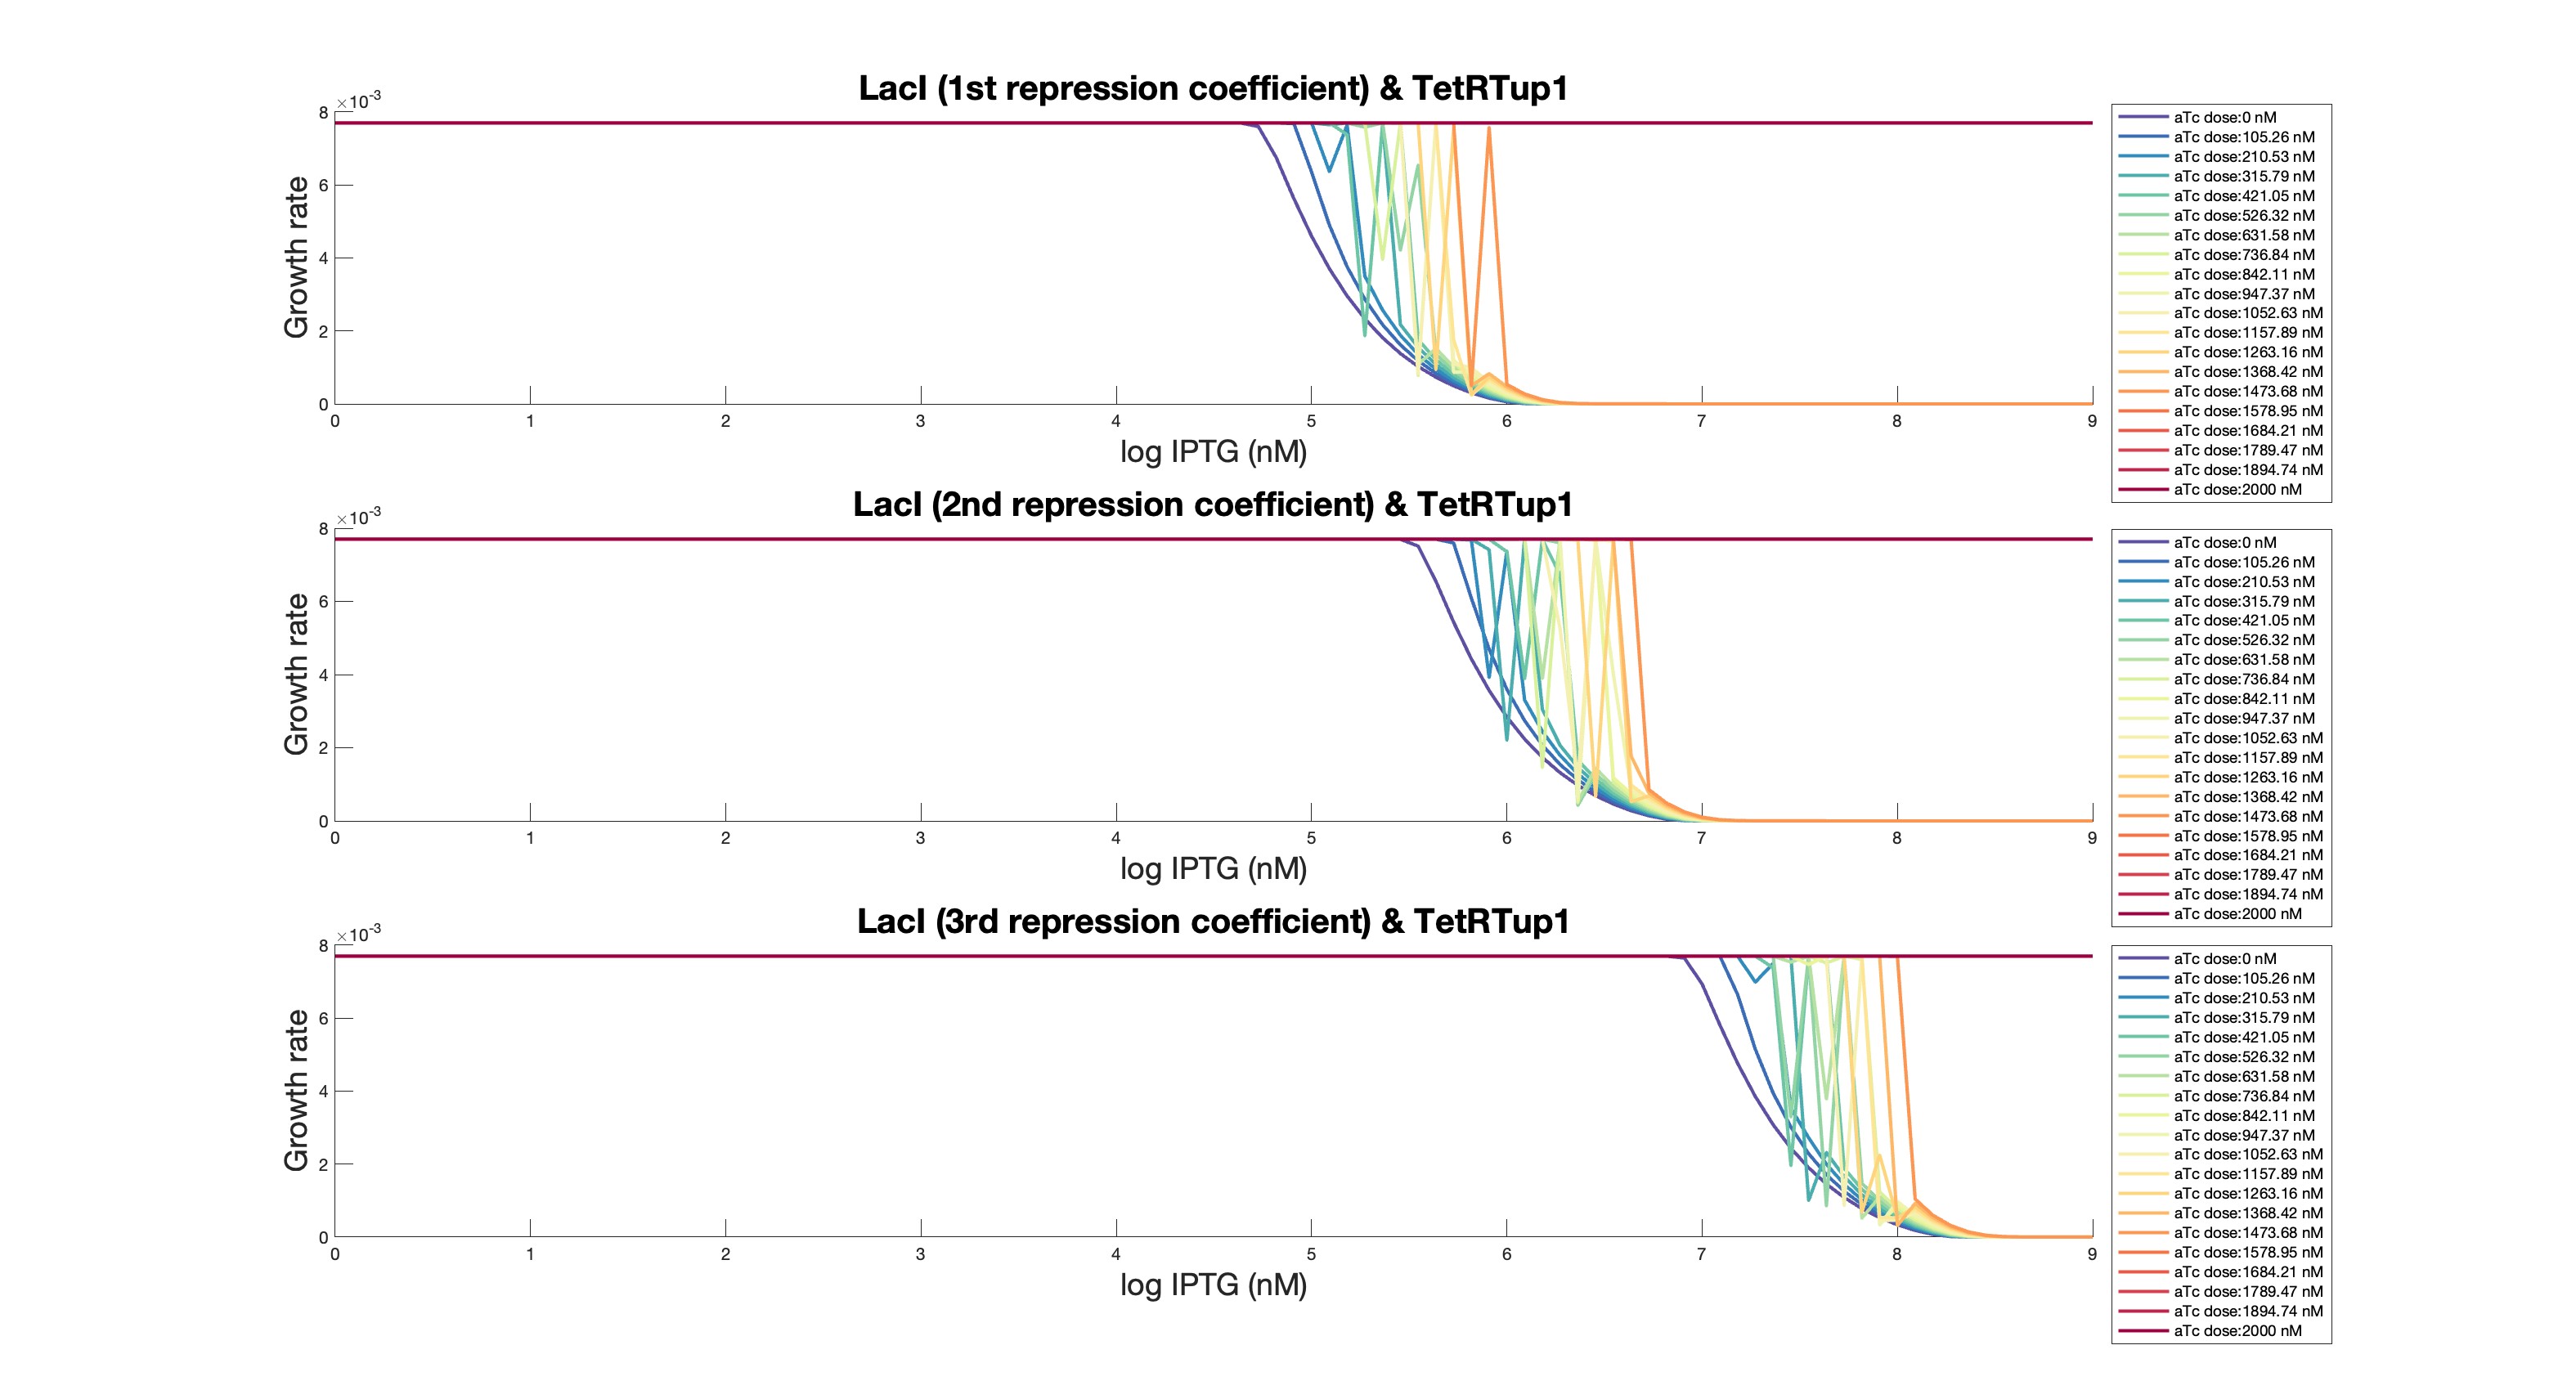 LacI (1st repression coefficient) & TetRTup1
×10-3
8
6
4
2
0
Growth rate
0 1 2 3 4 5 6 7 8 9
log IPTG (nM)
aTc dose:0 nM
aTc dose:105.26 nM
aTc dose:210.53 nM
aTc dose:315.79 nM
aTc dose:421.05 nM
aTc dose:526.32 nM
aTc dose:631.58 nM
aTc dose:736.84 nM
aTc dose:842.11 nM
aTc dose:947.37 nM
aTc dose:1052.63 nM
aTc dose:1157.89 nM
aTc dose:1263.16 nM
aTc dose:1368.42 nM
aTc dose:1473.68 nM
aTc dose:1578.95 nM
aTc dose:1684.21 nM
aTc dose:1789.47 nM
aTc dose:1894.74 nM
aTc dose:2000 nM
LacI (2nd repression coefficient) & TetRTup1
×10-3
8
6
4
2
0
Growth rate
0 1 2 3 4 5 6 7 8 9
log IPTG (nM)
aTc dose:0 nM
aTc dose:105.26 nM
aTc dose:210.53 nM
aTc dose:315.79 nM
aTc dose:421.05 nM
aTc dose:526.32 nM
aTc dose:631.58 nM
aTc dose:736.84 nM
aTc dose:842.11 nM
aTc dose:947.37 nM
aTc dose:1052.63 nM
aTc dose:1157.89 nM
aTc dose:1263.16 nM
aTc dose:1368.42 nM
aTc dose:1473.68 nM
aTc dose:1578.95 nM
aTc dose:1684.21 nM
aTc dose:1789.47 nM
aTc dose:1894.74 nM
aTc dose:2000 nM
LacI (3rd repression coefficient) & TetRTup1
×10-3
8
6
4
2
0
Growth rate
0 1 2 3 4 5 6 7 8 9
log IPTG (nM)
aTc dose:0 nM
aTc dose:105.26 nM
aTc dose:210.53 nM
aTc dose:315.79 nM
aTc dose:421.05 nM
aTc dose:526.32 nM
aTc dose:631.58 nM
aTc dose:736.84 nM
aTc dose:842.11 nM
aTc dose:947.37 nM
aTc dose:1052.63 nM
aTc dose:1157.89 nM
aTc dose:1263.16 nM
aTc dose:1368.42 nM
aTc dose:1473.68 nM
aTc dose:1578.95 nM
aTc dose:1684.21 nM
aTc dose:1789.47 nM
aTc dose:1894.74 nM
aTc dose:2000 nM